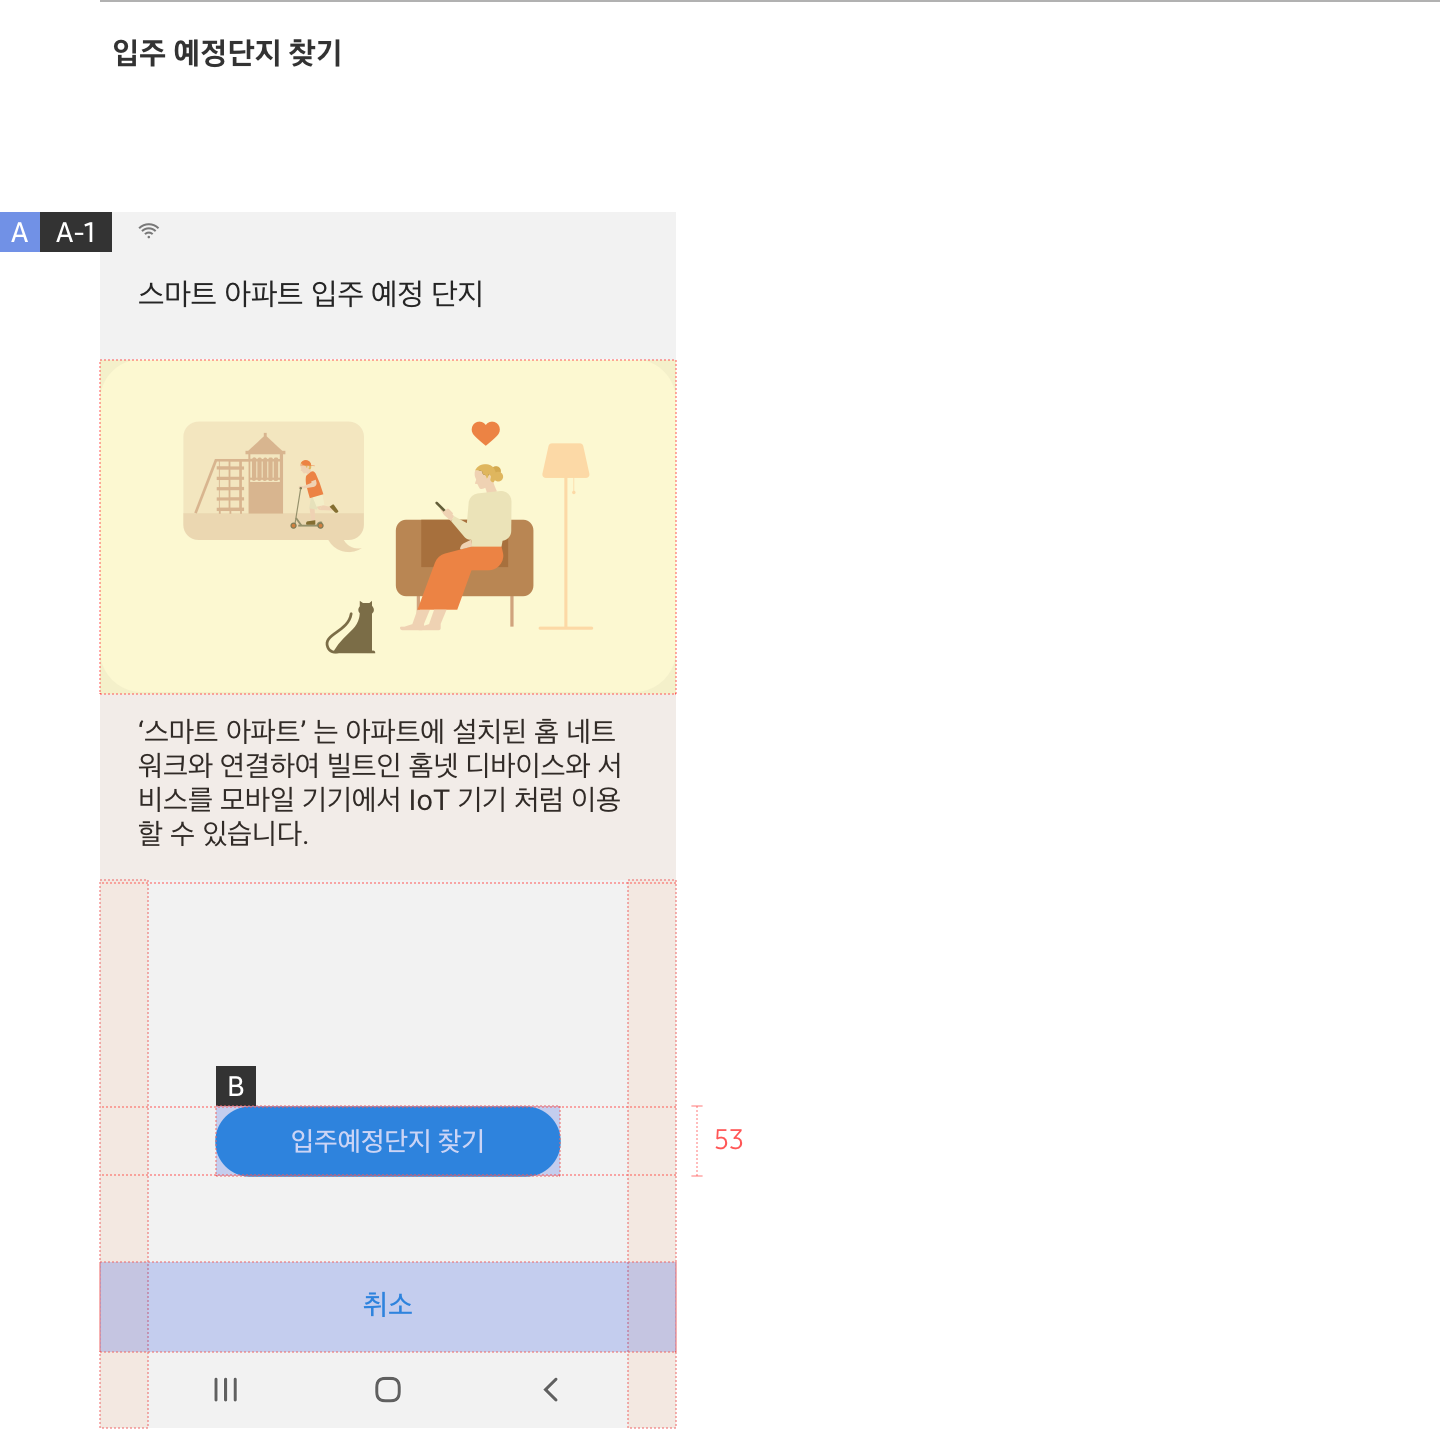 입주 예정단지 찾기
A A-1
스마트 아파트 입주 예정 단지
‘스마트 아파트’ 는 아파트에 설치된 홈 네트
워크와 연결하여 빌트인 홈넷 디바이스와 서
비스를 모바일 기기에서 IoT 기기 처럼 이용
할 수 있습니다.
B
입주예정단지 찾기
53
취소